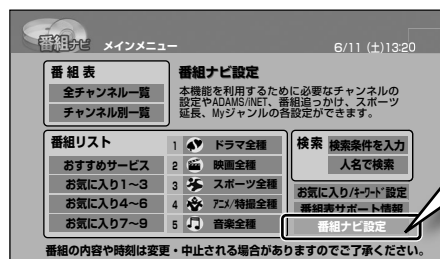 番組ナビ メインメニュー 6/11 (土)13:20
番 組 表
全チャンネル一覧
チャンネル別一覧
番組ナビ設定
本機能を利用するために必要なチャンネルの
設定やADAMS/iNET、番組追っかけ、スポーツ
延長、Myジャンルの各設定ができます。
番組リスト
おすすめサービス
お気に入り1～3
お気に入り4～6
お気に入り7～9
1 ドラマ全種
2 映画全種
3 スポーツ全種
4 アニメ/特撮全種
5 音楽全種
検索 検索条件を入力
人名で検索
お気に入り/キーワード設定
番組表サポート情報
番組ナビ設定
番組の内容や時刻は変更・中止される場合がありますのでご了承ください。